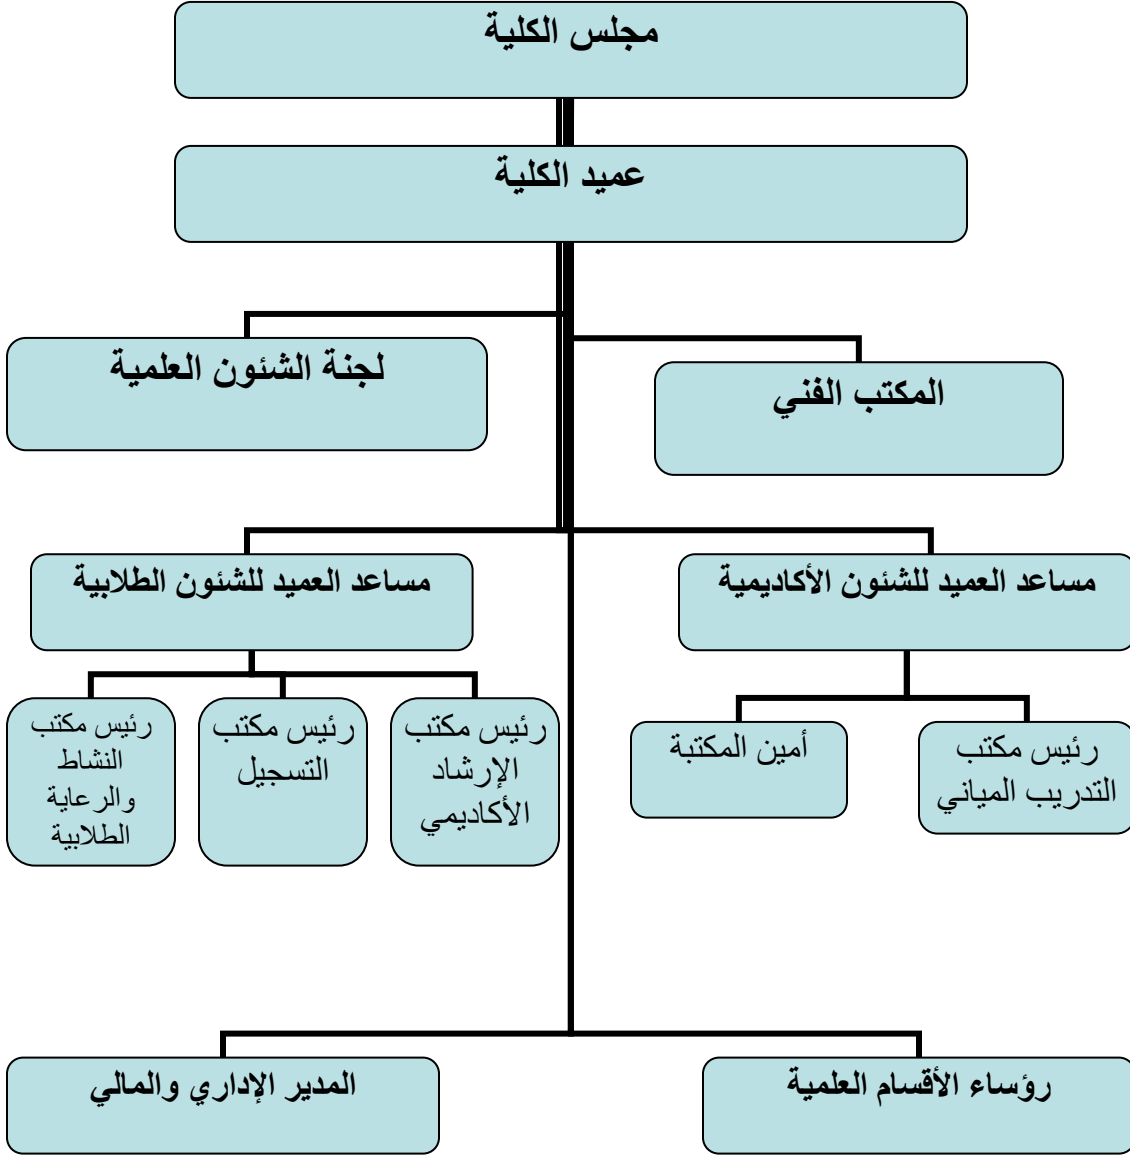 مجلس الكلية
عميد الكلية
لجنة الشئون العلمية
المكتب الفني
مساعد العميد للشئون الأكاديمية
مساعد العميد للشئون الطلابية
رئيس مكتب
التدريب المياني
أمين المكتبة
رئيس مكتب
الإرشاد
الأكاديمي
رئيس مكتب
التسجيل
رئيس مكتب
النشاط
والرعاية
الطلابية
رؤساء الأقسام العلمية
المدير الإداري والمالي